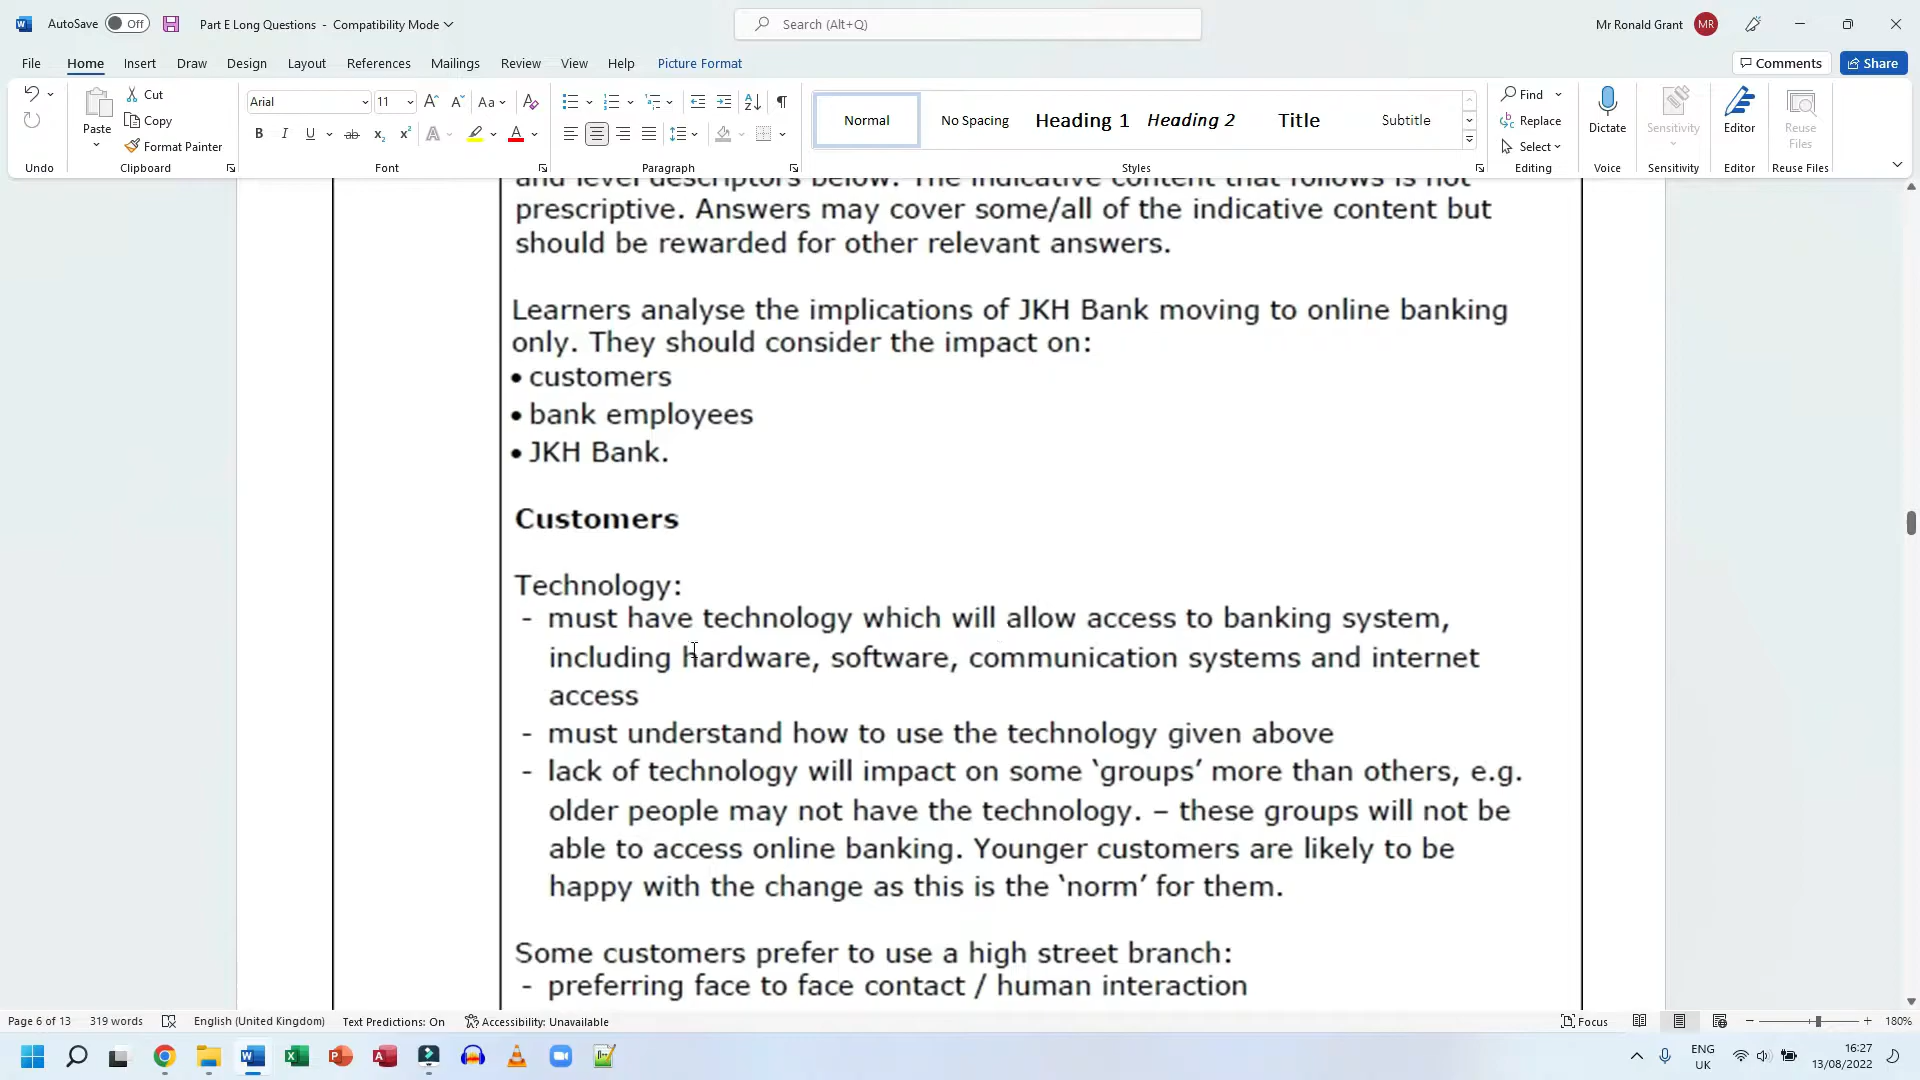 AutoSave Off Part E Long Questions - Compatibility Mode Search (Alt+Q) Mr Ronald Grant MR
File Home Insert Draw Design Layout References Mailings Review View Help Picture Format Comments Share
Cut
Copy
Format Painter
Paste
Arial 11
Normal No Spacing Heading 1 Heading 2 Title Subtitle
Find
Replace
Select
Dictate Sensitivity Editor Reuse Files
Undo Clipboard Font Paragraph Styles Editing Voice Sensitivity Editor Reuse Files
and level descriptors below. The indicative content that follows is not
prescriptive. Answers may cover some/all of the indicative content but
should be rewarded for other relevant answers.
Learners analyse the implications of JKH Bank moving to online banking
only. They should consider the impact on:
• customers
• bank employees
• JKH Bank.
Customers
Technology:
- must have technology which will allow access to banking system,
including hardware, software, communication systems and internet
access
- must understand how to use the technology given above
- lack of technology will impact on some ‘groups’ more than others, e.g.
older people may not have the technology. – these groups will not be
able to access online banking. Younger customers are likely to be
happy with the change as this is the ‘norm’ for them.
Some customers prefer to use a high street branch:
- preferring face to face contact / human interaction
Page 6 of 13 319 words English (United Kingdom) Text Predictions: On Accessibility: Unavailable Focus 180%
ENG
UK
16:27
13/08/2022